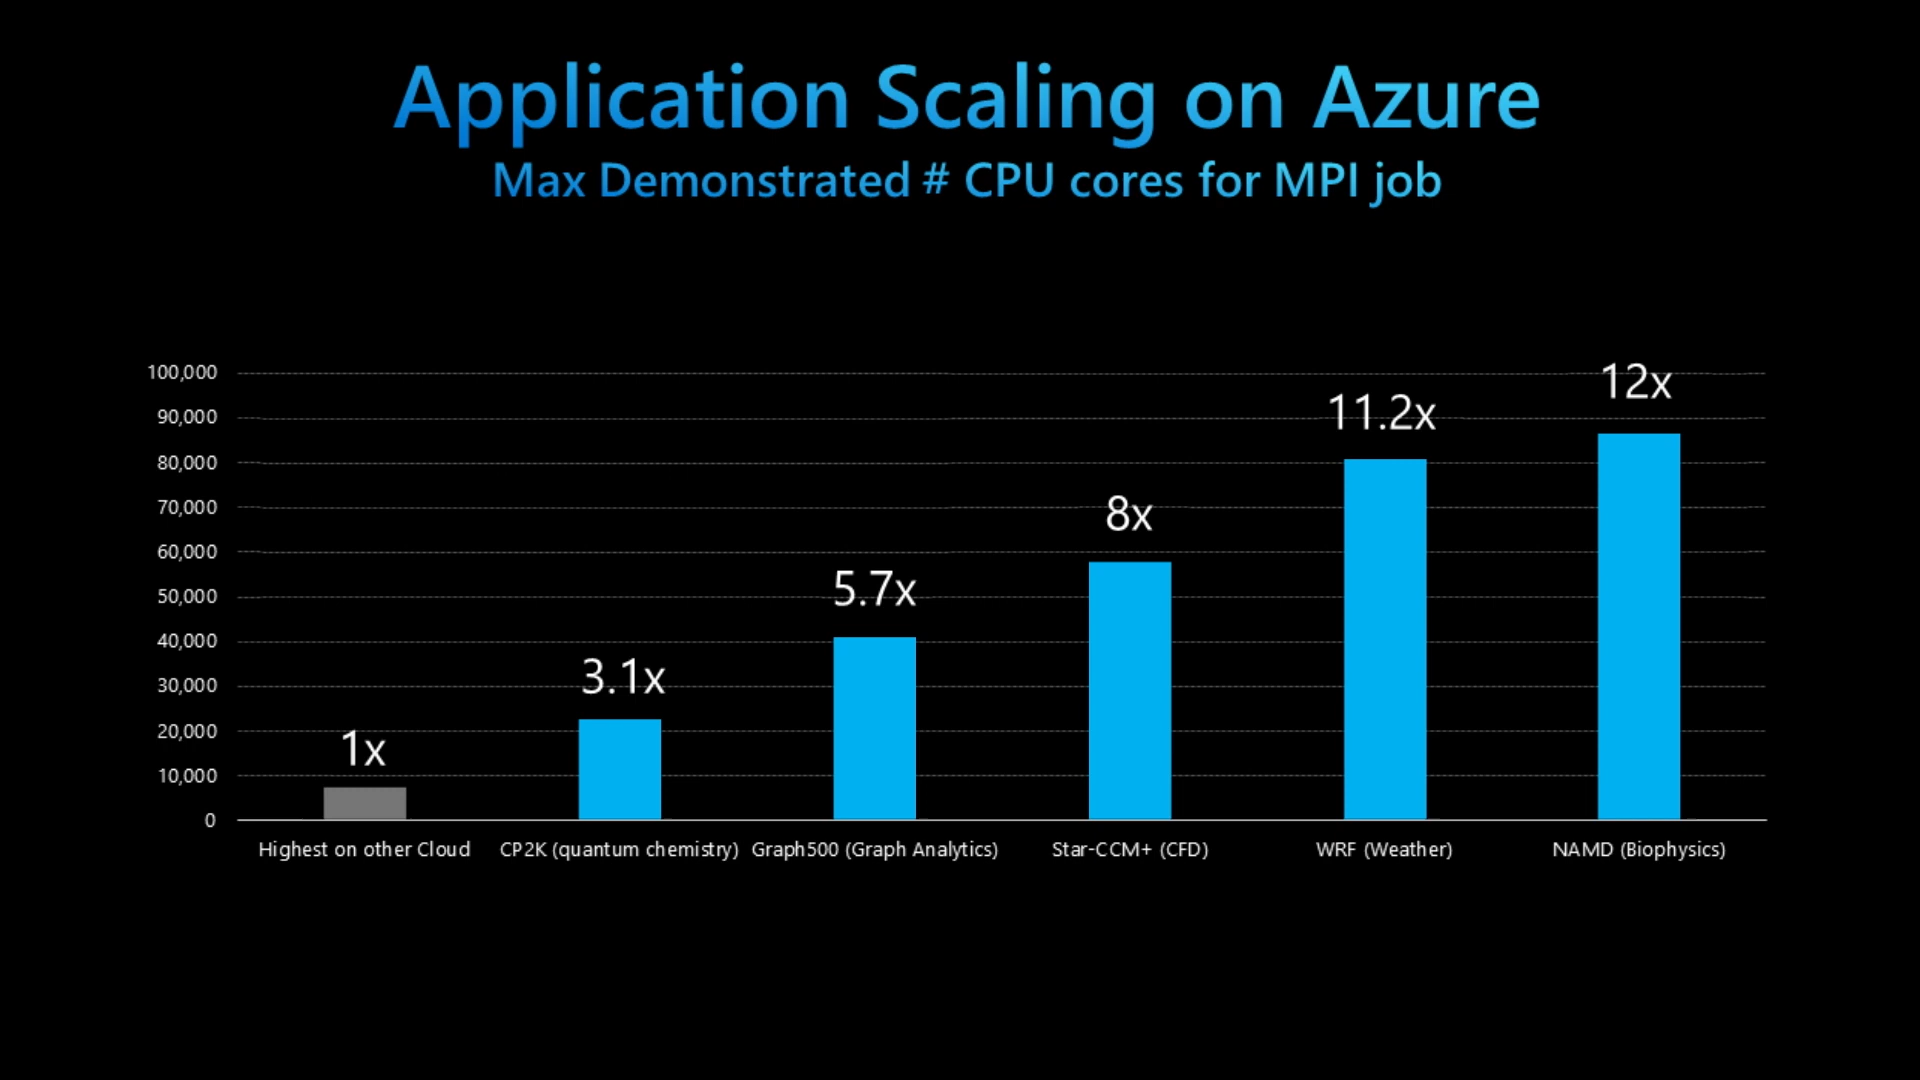 Application Scaling on Azure
Max Demonstrated # CPU cores for MPI job
100,000
90,000
80,000
70,000
60,000
50,000
40,000
30,000
20,000
10,000
0
1x
3.1x
5.7x
8x
11.2x
12x
Highest on other Cloud
CP2K (quantum chemistry)
Graph500 (Graph Analytics)
Star-CCM+ (CFD)
WRF (Weather)
NAMD (Biophysics)